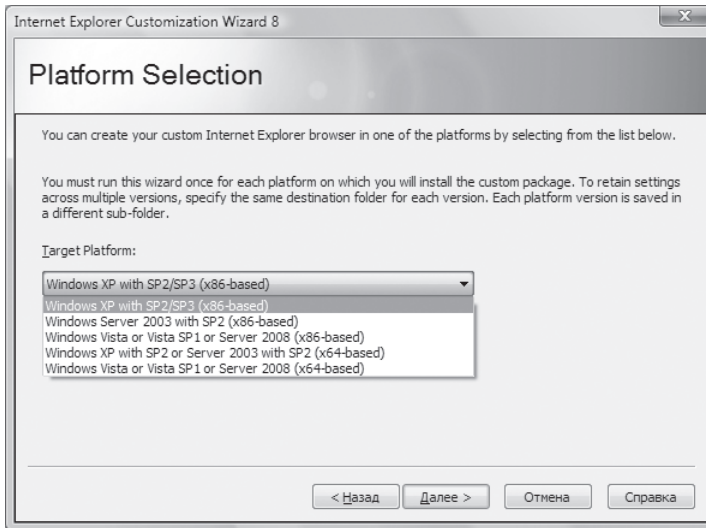 Internet Explorer Customization Wizard 8
Platform Selection
You can create your custom Internet Explorer browser in one of the platforms by selecting from the list below.
You must run this wizard once for each platform on which you will install the custom package. To retain settings
across multiple versions, specify the same destination folder for each version. Each platform version is saved in
a different sub-folder.
Target Platform:
Windows XP with SP2/SP3 (x86-based)
Windows XP with SP2/SP3 (x86-based)
Windows Server 2003 with SP2 (x86-based)
Windows Vista or Vista SP1 or Server 2008 (x86-based)
Windows XP with SP2 or Server 2003 with SP2 (x64-based)
Windows Vista or Vista SP1 or Server 2008 (x64-based)
< Назад Далее > Отмена Справка